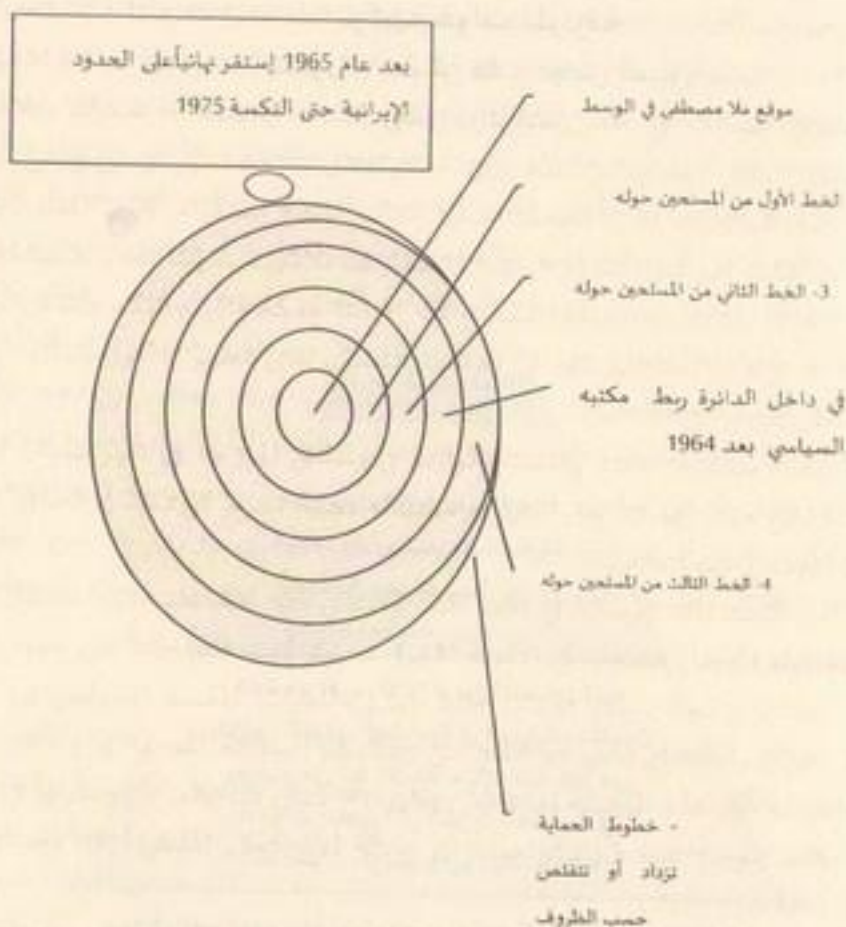 بعد عام 1965 إستقر نهائياً على الحدود
الإيرانية حتى النكسة 1975
موقع ملا مصطفى في الوسط
الخط الأول من المسلحين حوله
3- الخط الثاني من المسلحين حوله
في داخل الدائرة ربط مكتبه
السياسي بعد 1964
4- الخط الثالث من المسلحين حوله
- خطوط الحماية
تزداد أو تتقلص
حسب الظروف